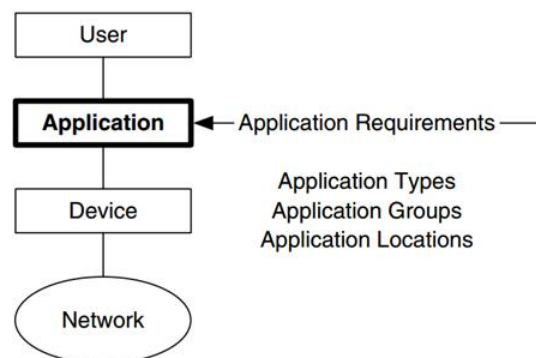 User
Application
Application Requirements
Application Types
Application Groups
Application Locations
Device
Network